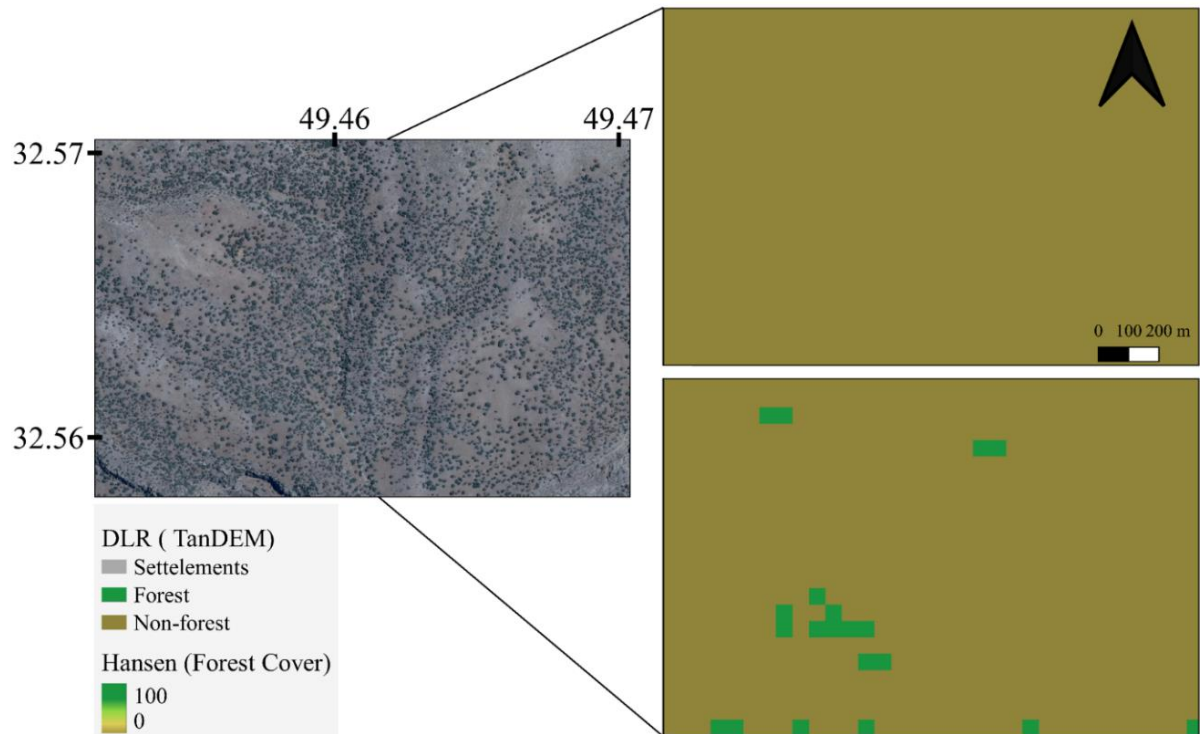 49.46 49.47
32.57
0 100 200 m
32.56
DLR ( TanDEM)
Settelements
Forest
Non-forest
Hansen (Forest Cover)
100
0